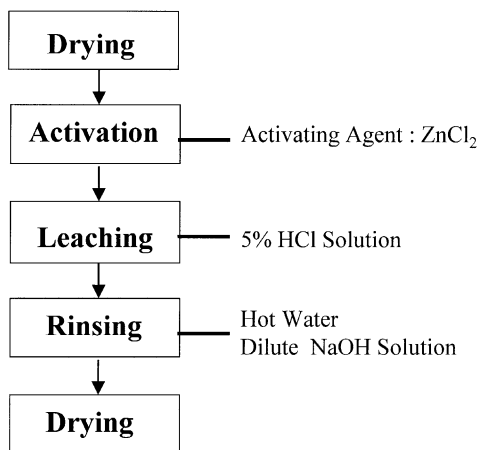 Drying
Activation
Activating Agent : ZnCl₂
Leaching
5% HCl Solution
Rinsing
Hot Water
Dilute NaOH Solution
Drying